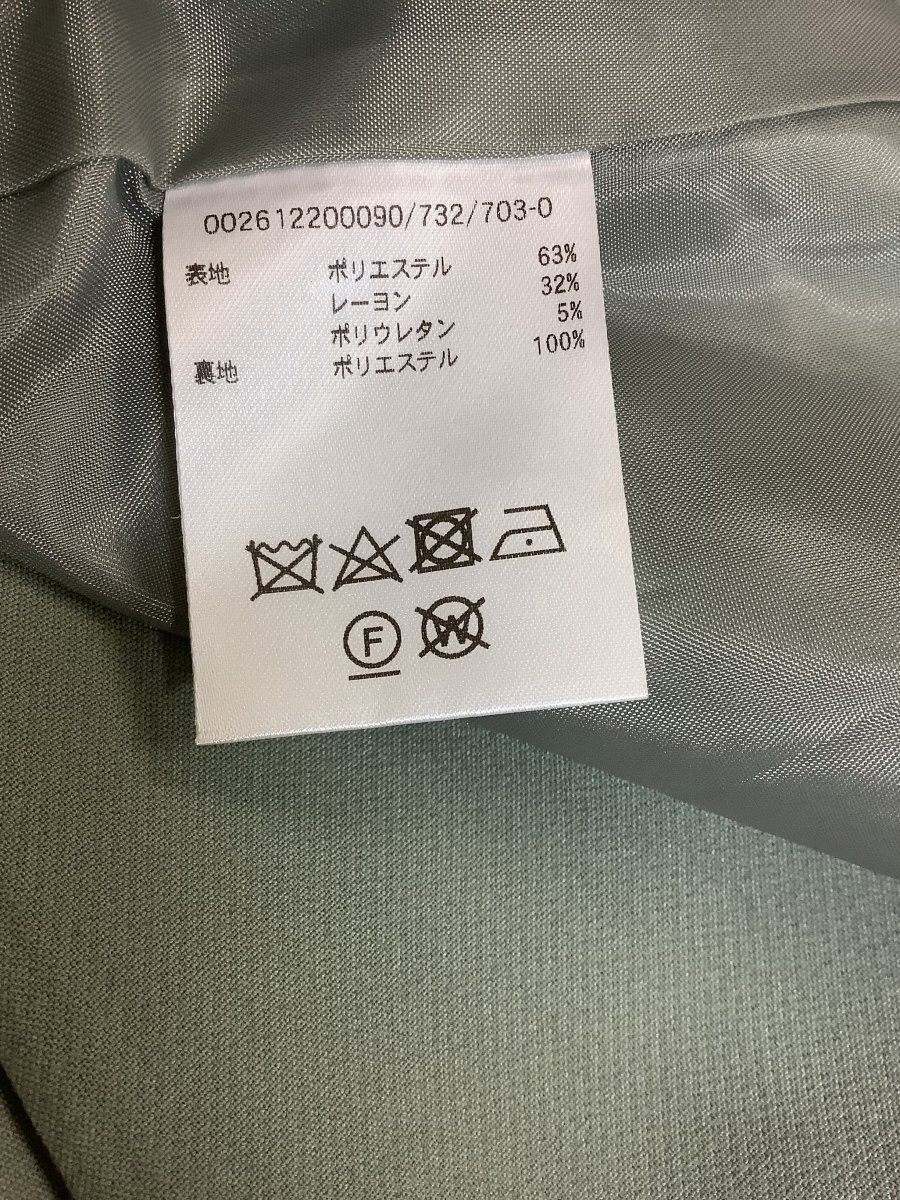 002612200090/732/703-0
表地 ポリエステル 63%
レーヨン 32%
ポリウレタン 5%
裏地 ポリエステル 100%
F W